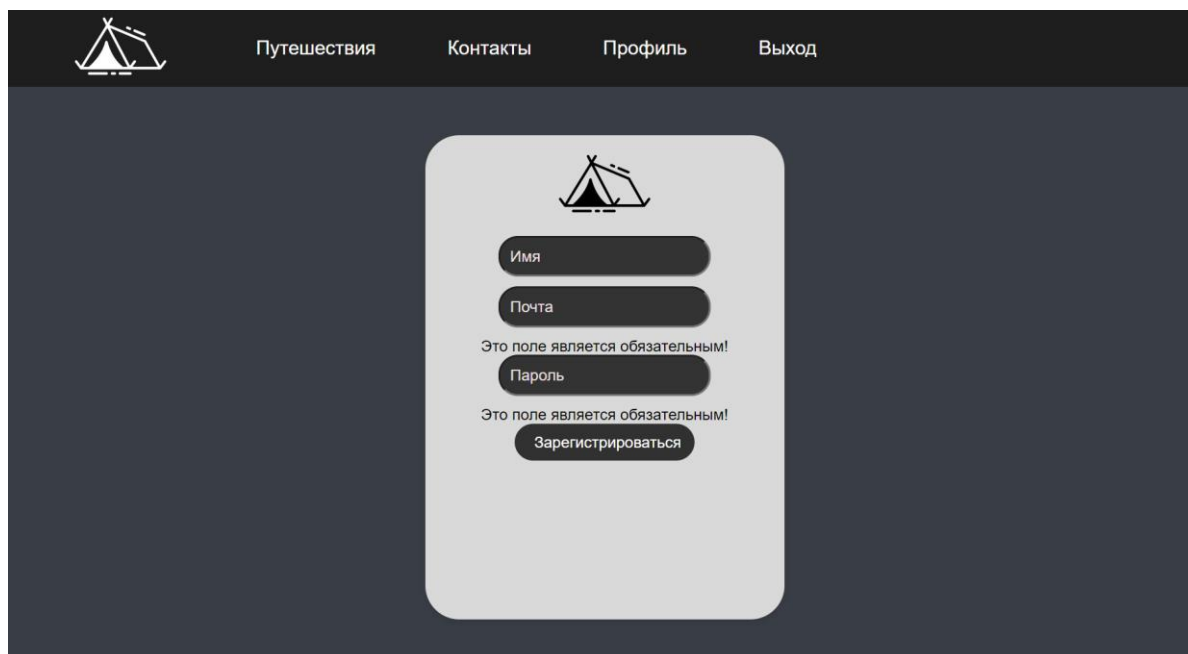 Путешествия Контакты Профиль Выход
Имя
Почта
Это поле является обязательным!
Пароль
Это поле является обязательным!
Зарегистрироваться